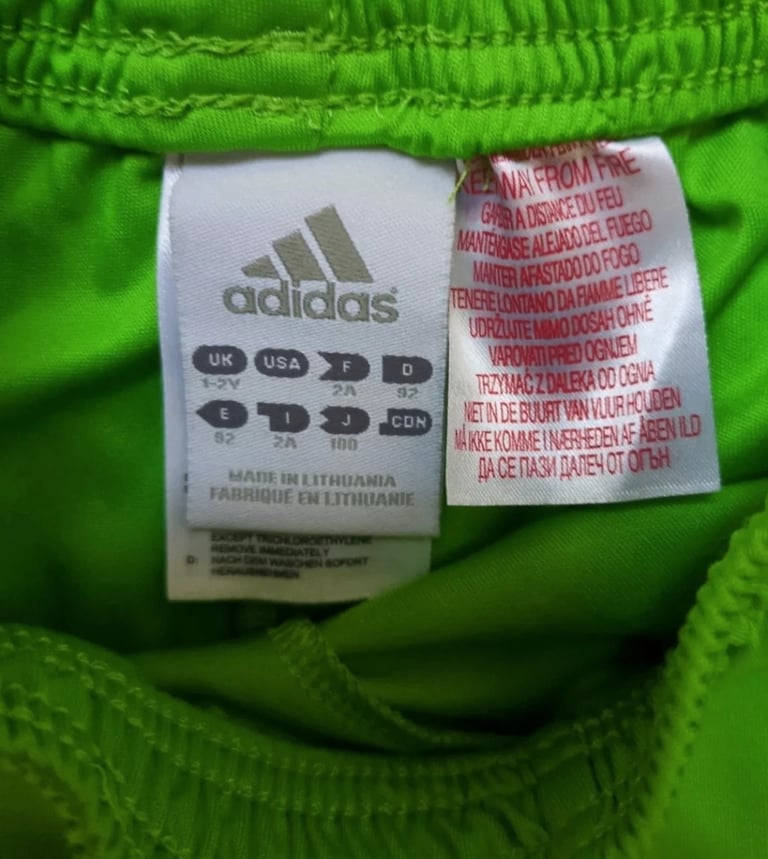 adidas
UK USA F D
1-2Y 2A 92
E I J CDN
92 2A 100
MADE IN LITHUANIA
FABRIQUÉ EN LITHUANIE
EXCEPT TRICHLOROETHYLENE
REMOVE IMMEDIATELY
D: NACH DEM WASCHEN SOFORT
HERAUSNEHMEN
AWAY FROM FIRE
GARDER A DISTANCE DU FEU
MANTENGASE ALEJADO DEL FUEGO
MANTER AFASTADO DO FOGO
TENERE LONTANO DA FIAMME LIBERE
UDRŽUJTE MIMO DOSAH OHNĚ
VAROVATI PRED OGNJEM
TRZYMAĆ Z DALEKA OD OGNIA
NIET IN DE BUURT VAN VUUR HOUDEN
MÅ IKKE KOMME I NÆRHEDEN AF ÅBEN ILD
ДА СЕ ПАЗИ ДАЛЕЧ ОТ ОГЪН